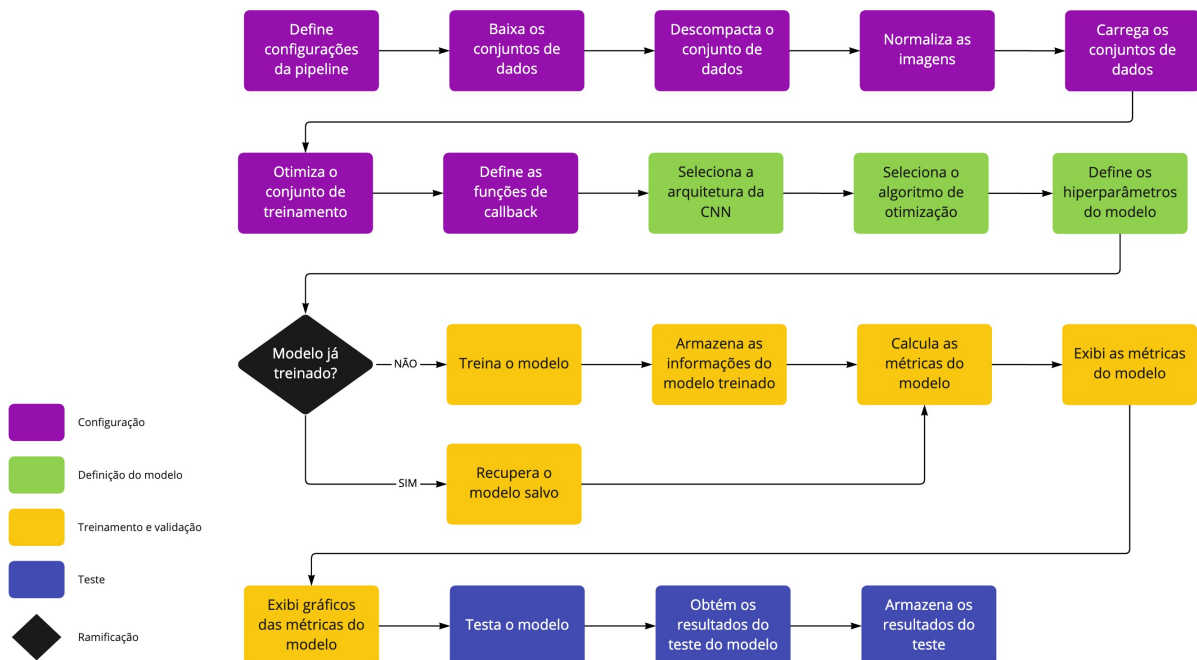 Define
configurações
da pipeline
Baixa os
conjuntos de
dados
Descompacta o
conjunto de
dados
Normaliza as
imagens
Carrega os
conjuntos de
dados
Otimiza o
conjunto de
treinamento
Define as
funções de
callback
Seleciona a
arquitetura da
CNN
Seleciona o
algoritmo de
otimização
Define os
hiperparâmetros
do modelo
Modelo já
treinado?
NÃO
Treina o modelo
Armazena as
informações do
modelo treinado
Calcula as
métricas do
modelo
Exibi as métricas
do modelo
SIM
Recupera o
modelo salvo
Exibi gráficos
das métricas do
modelo
Testa o modelo
Obtém os
resultados do
teste do modelo
Armazena os
resultados do
teste
Configuração
Definição do modelo
Treinamento e validação
Teste
Ramificação